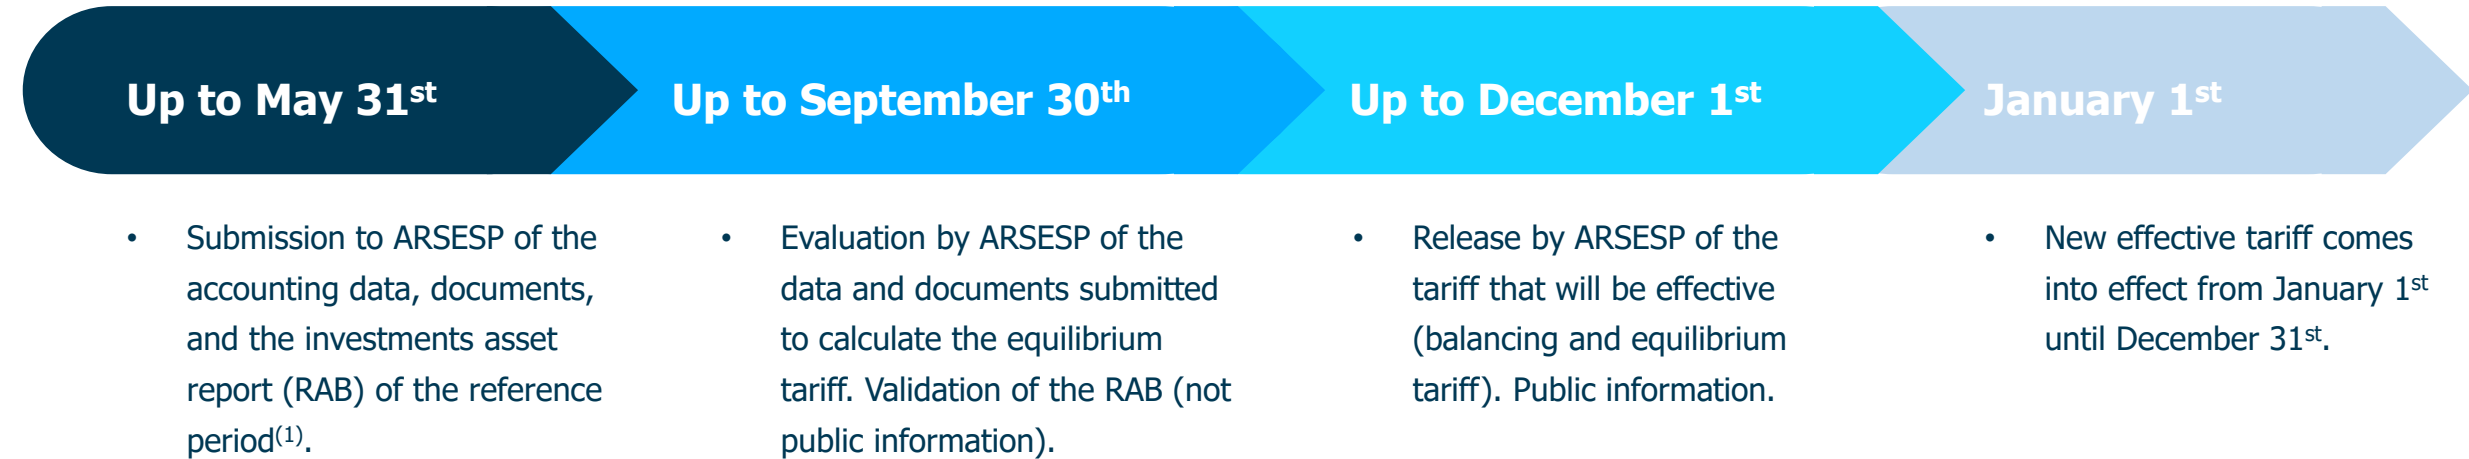 Up to May 31st
Up to September 30th
Up to December 1st
January 1st
• Submission to ARSESP of the
accounting data, documents,
and the investments asset
report (RAB) of the reference
period(1).
• Evaluation by ARSESP of the
data and documents submitted
to calculate the equilibrium
tariff. Validation of the RAB (not
public information).
• Release by ARSESP of the
tariff that will be effective
(balancing and equilibrium
tariff). Public information.
• New effective tariff comes
into effect from January 1st
until December 31st.